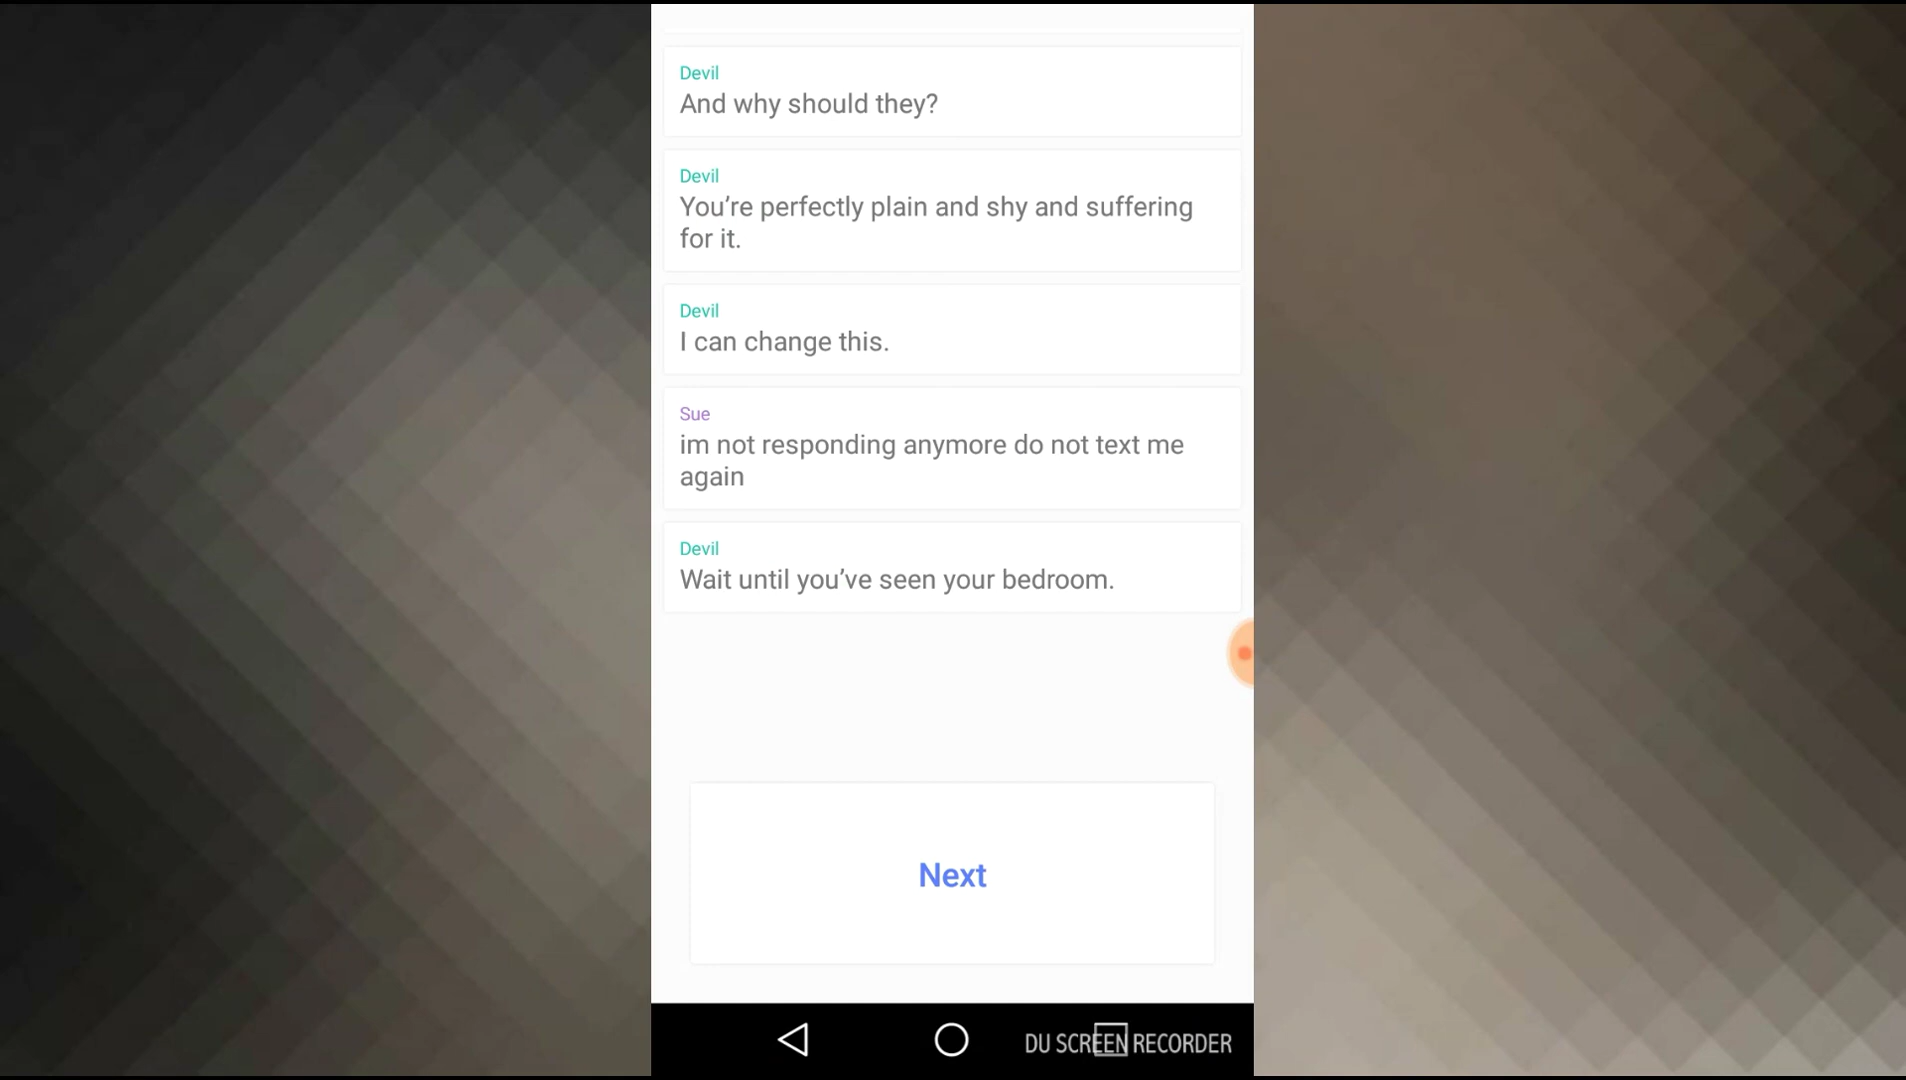 Devil
And why should they?
Devil
You’re perfectly plain and shy and suffering
for it.
Devil
I can change this.
Sue
im not responding anymore do not text me
again
Devil
Wait until you’ve seen your bedroom.
Next
DU SCREEN RECORDER